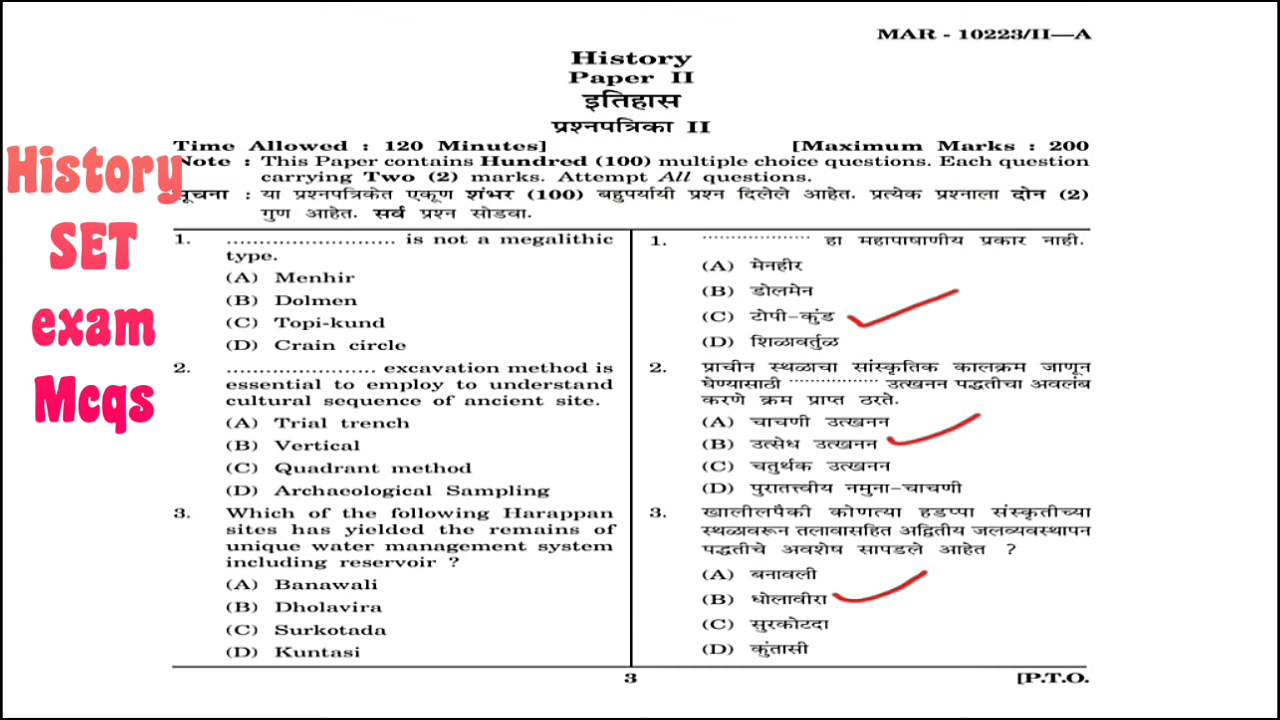 MAR - 10223/II—A
History
Paper II
इतिहास
प्रश्नपत्रिका II
Time Allowed : 120 Minutes] [Maximum Marks : 200
Note : This Paper contains Hundred (100) multiple choice questions. Each question
carrying Two (2) marks. Attempt All questions.
सूचना : या प्रश्नपत्रिकेत एकूण शंभर (100) बहुपर्यायी प्रश्न दिलेले आहेत. प्रत्येक प्रश्नाला दोन (2)
गुण आहेत. सर्व प्रश्न सोडवा.
History
SET
exam
Mcqs
1. .......................... is not a megalithic
type.
(A) Menhir
(B) Dolmen
(C) Topi-kund
(D) Crain circle
2. ....................... excavation method is
essential to employ to understand
cultural sequence of ancient site.
(A) Trial trench
(B) Vertical
(C) Quadrant method
(D) Archaeological Sampling
3. Which of the following Harappan
sites has yielded the remains of
unique water management system
including reservoir ?
(A) Banawali
(B) Dholavira
(C) Surkotada
(D) Kuntasi
1. ................... हा महापाषाणीय प्रकार नाही.
(A) मेनहीर
(B) डोलमेन
(C) टोपी-कुंड
(D) शिळावर्तुळ
2. प्राचीन स्थळाचा सांस्कृतिक कालक्रम जाणून
घेण्यासाठी ................ उत्खनन पद्धतीचा अवलंब
करणे क्रम प्राप्त ठरते.
(A) चाचणी उत्खनन
(B) उत्सेध उत्खनन
(C) चतुर्थक उत्खनन
(D) पुरातत्त्वीय नमुना-चाचणी
3. खालीलपैकी कोणत्या हडप्पा संस्कृतीच्या
स्थळावरून तलावासहित अद्वितीय जलव्यवस्थापन
पद्धतीचे अवशेष सापडले आहेत ?
(A) बनावली
(B) धोलावीरा
(C) सुरकोटदा
(D) कुंतासी
3 [P.T.O.